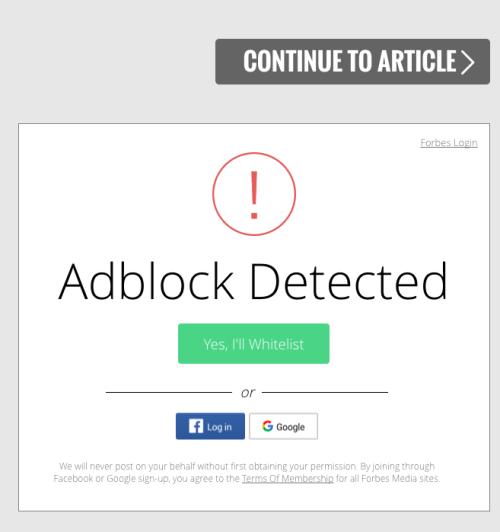 CONTINUE TO ARTICLE
Forbes Login
!
Adblock Detected
Yes, I'll Whitelist
or
f Log in
G Google
We will never post on your behalf without first obtaining your permission. By joining through
Facebook or Google sign-up, you agree to the Terms Of Membership for all Forbes Media sites.